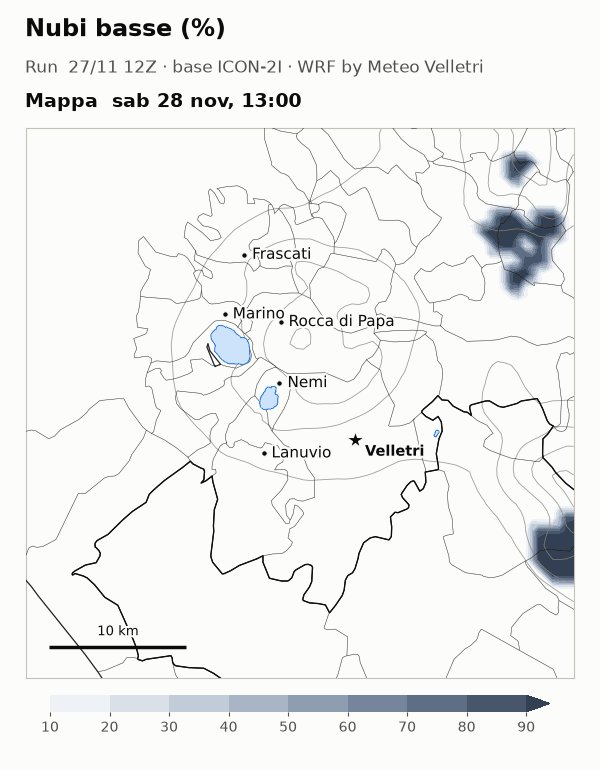 Nubi basse (%)
Run  27/11 12Z · base ICON-2I · WRF by Meteo Velletri
Mappa  sab 28 nov, 13:00
Frascati
Marino
Rocca di Papa
Nemi
Velletri
Lanuvio
10 km
10 20 30 40 50 60 70 80 90